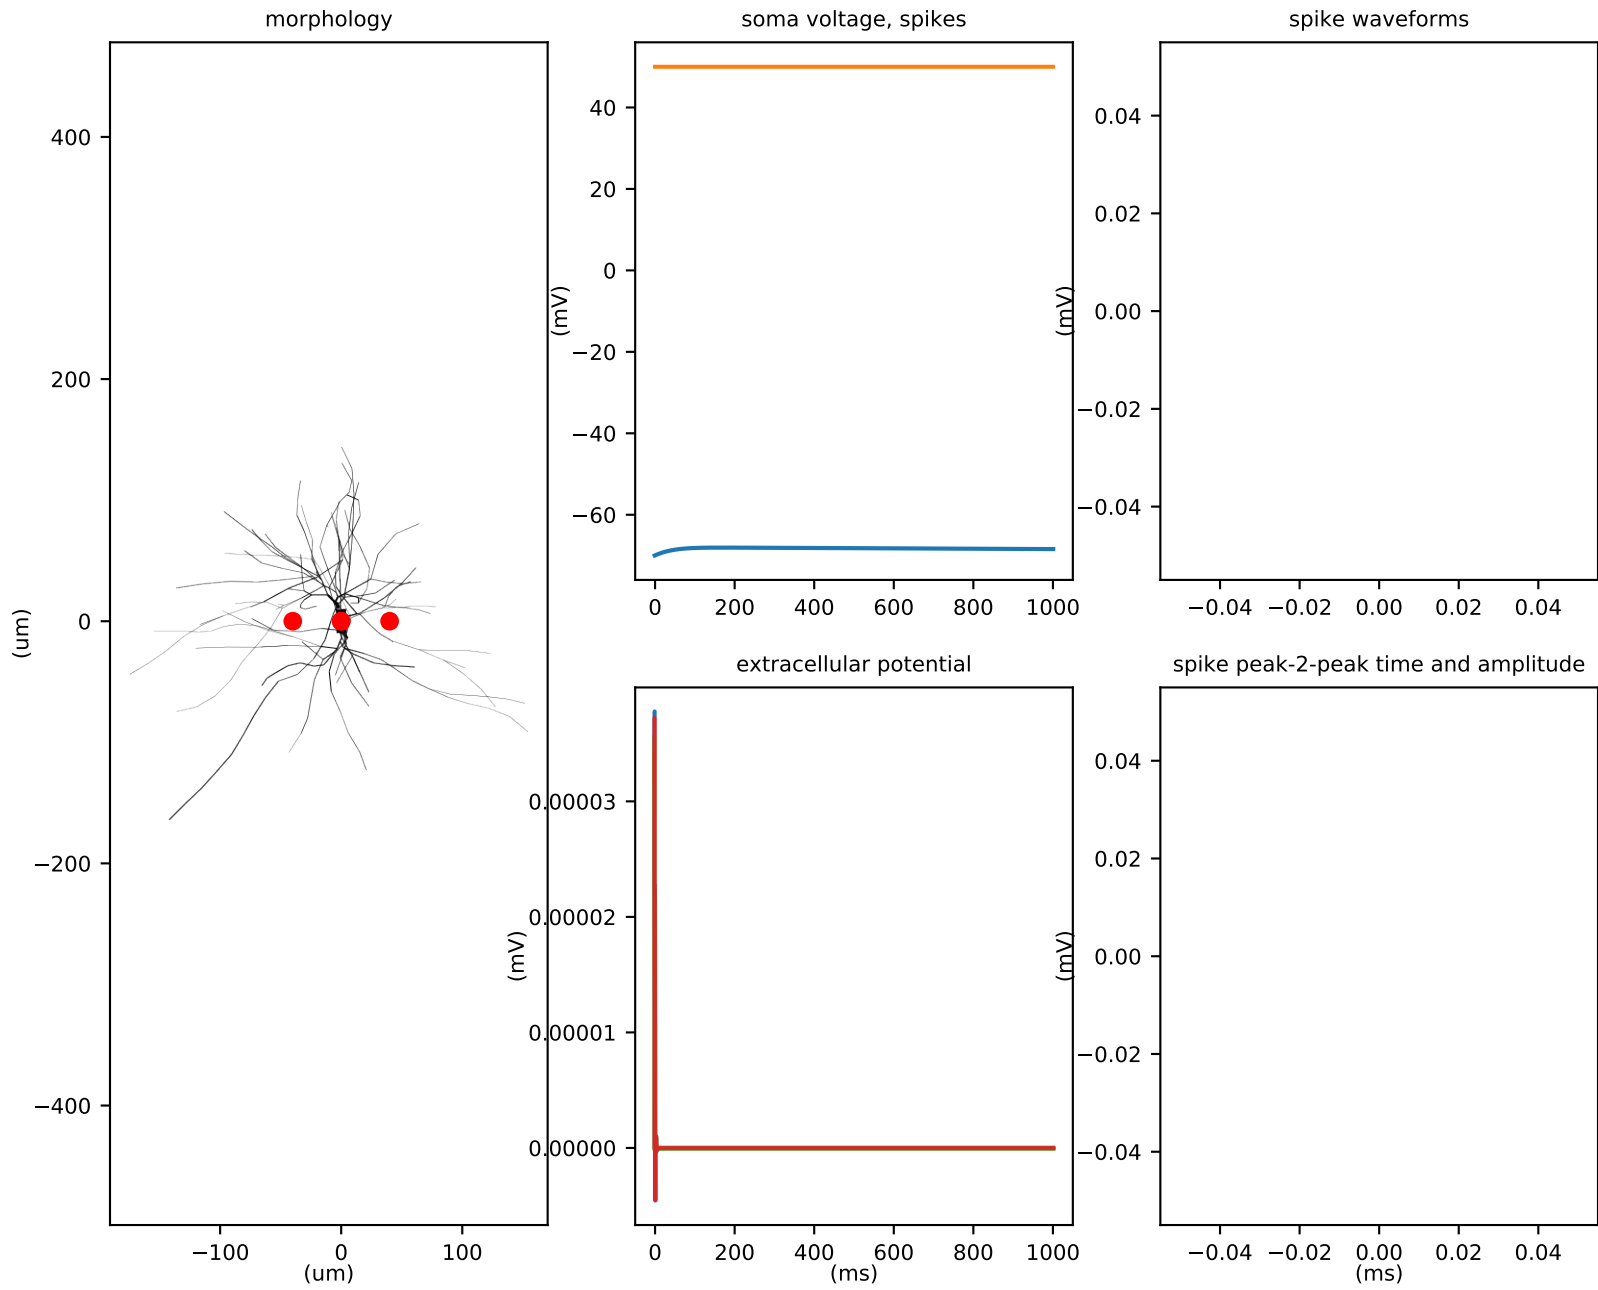 morphology
400
200
0
−200
−400
(um)
−100 0 100
(um)
soma voltage, spikes
40
20
0
−20
−40
−60
(mV)
0 200 400 600 800 1000
spike waveforms
0.04
0.02
0.00
−0.02
−0.04
(mV)
−0.04 −0.02 0.00 0.02 0.04
extracellular potential
0.00003
0.00002
0.00001
0.00000
(mV)
0 200 400 600 800 1000
(ms)
spike peak-2-peak time and amplitude
0.04
0.02
0.00
−0.02
−0.04
(mV)
−0.04 −0.02 0.00 0.02 0.04
(ms)